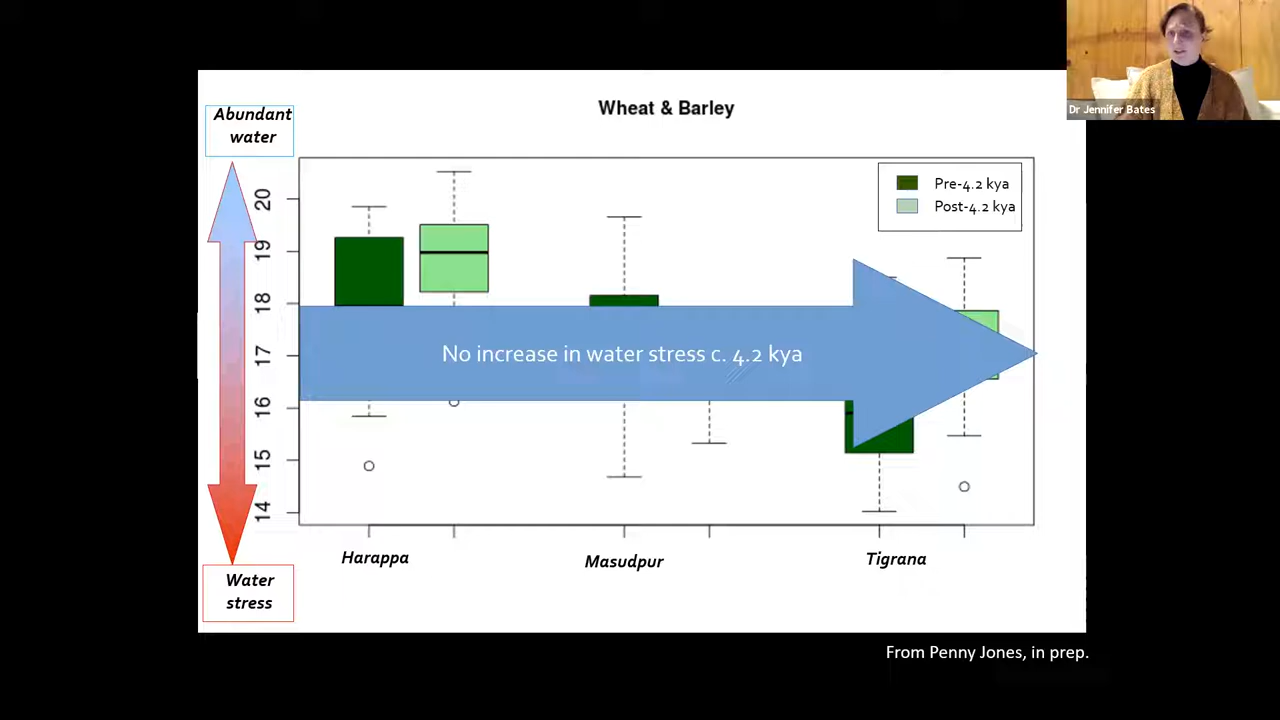 Dr Jennifer Bates
Wheat & Barley
Abundant
water
Pre-4.2 kya
Post-4.2 kya
20
19
18
17
16
15
14
No increase in water stress c. 4.2 kya
Harappa
Masudpur
Tigrana
Water
stress
From Penny Jones, in prep.